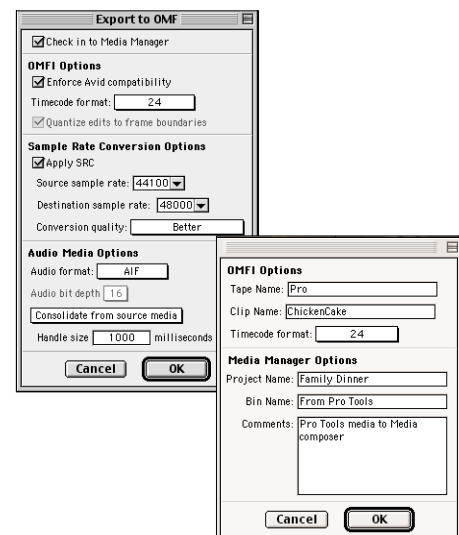 Export to OMF
Check in to Media Manager
OMFI Options
Enforce Avid compatibility
Timecode format: 24
Quantize edits to frame boundaries
Sample Rate Conversion Options
Apply SRC
Source sample rate: 44100
Destination sample rate: 48000
Conversion quality: Better
Audio Media Options
Audio format: AIF
Audio bit depth 16
Consolidate from source media
Handle size 1000 milliseconds
Cancel OK
OMFI Options
Tape Name: Pro
Clip Name: ChickenCake
Timecode format: 24
Media Manager Options
Project Name: Family Dinner
Bin Name: From Pro Tools
Comments: Pro Tools media to Media
composer
Cancel OK